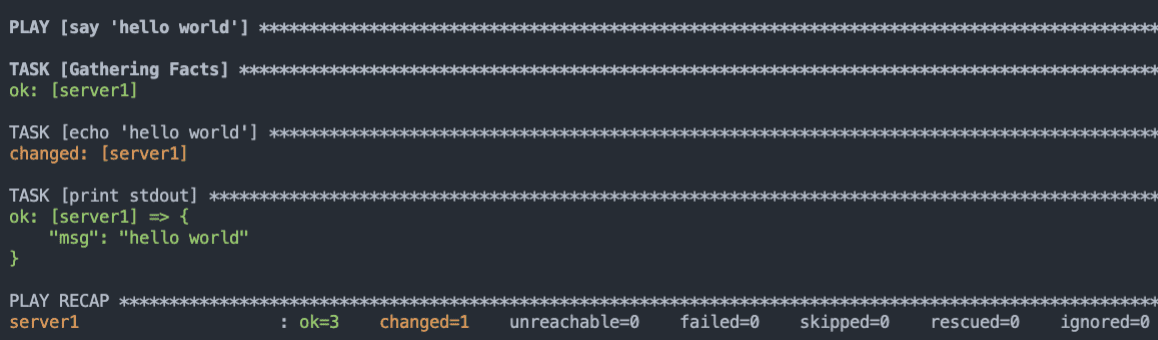 PLAY [say 'hello world'] ******************************************************************************************
TASK [Gathering Facts] ********************************************************************************************
ok: [server1]
TASK [echo 'hello world'] *****************************************************************************************
changed: [server1]
TASK [print stdout] ***********************************************************************************************
ok: [server1] => {
    "msg": "hello world"
}
PLAY RECAP ********************************************************************************************************
server1                    : ok=3    changed=1    unreachable=0    failed=0    skipped=0    rescued=0    ignored=0